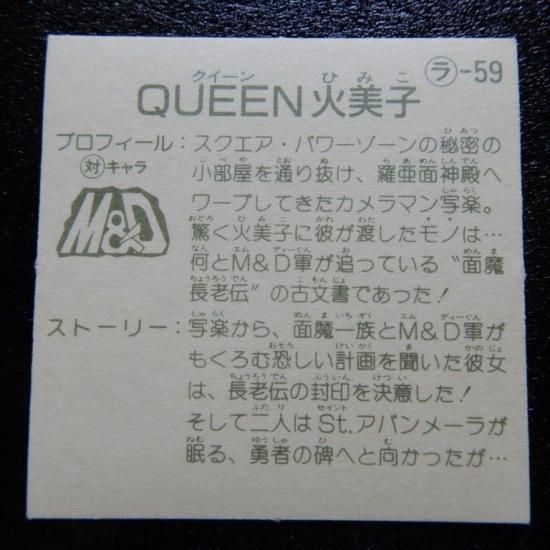 クイーン ひみこ
QUEEN火美子 ラ-59
プロフィール：スクエア・パワーゾーンの秘密の
対キャラ 小部屋を通り抜け、羅亜面神殿へ
M&D ワープしてきたカメラマン写楽。
驚く火美子に彼が渡したモノは…
何とM&D軍が追っている“面魔
長老伝”の古文書であった！
ストーリー：写楽から、面魔一族とM&D軍が
もくろむ恐しい計画を聞いた彼女
は、長老伝の封印を決意した！
そして二人はSt.アバンメーラが
眠る、勇者の碑へと向かったが…